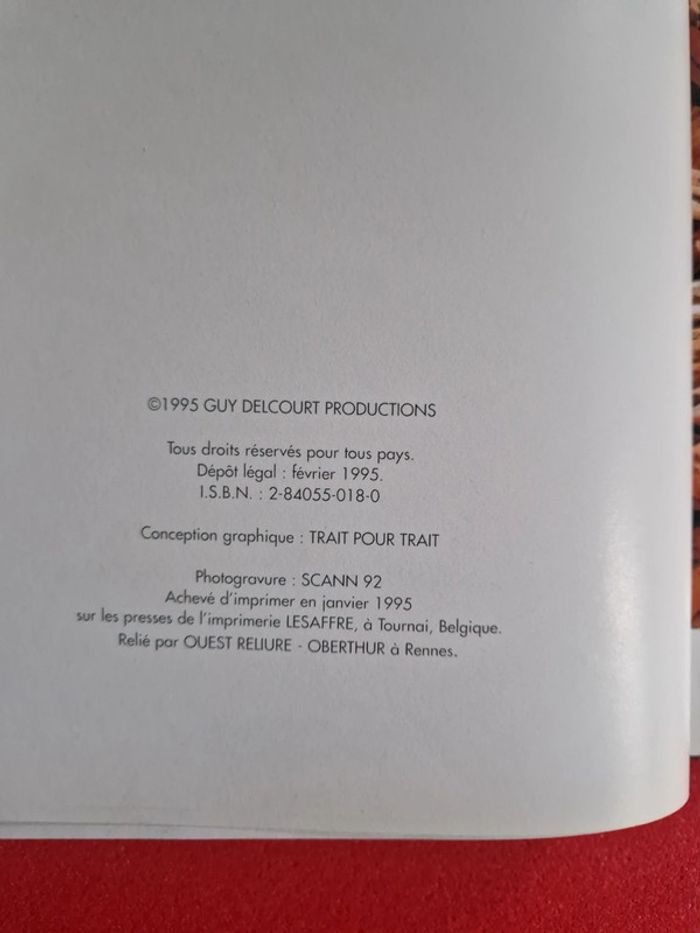 ©1995 GUY DELCOURT PRODUCTIONS
Tous droits réservés pour tous pays.
Dépôt légal : février 1995.
I.S.B.N. : 2-84055-018-0
Conception graphique : TRAIT POUR TRAIT
Photogravure : SCANN 92
Achevé d'imprimer en janvier 1995
sur les presses de l'imprimerie LESAFFRE, à Tournai, Belgique.
Relié par OUEST RELIURE - OBERTHUR à Rennes.